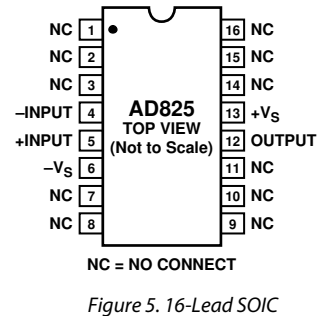 NC 1 16 NC
NC 2 15 NC
NC 3 14 NC
–INPUT 4 AD825 13 +VS
+INPUT 5 TOP VIEW 12 OUTPUT
(Not to Scale)
–VS 6 11 NC
NC 7 10 NC
NC 8 9 NC
NC = NO CONNECT
Figure 5. 16-Lead SOIC